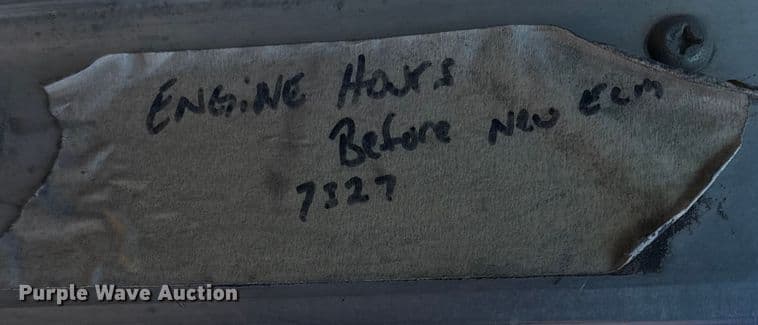 ENGINE HOURS
Before New ECM
7327
Purple Wave Auction